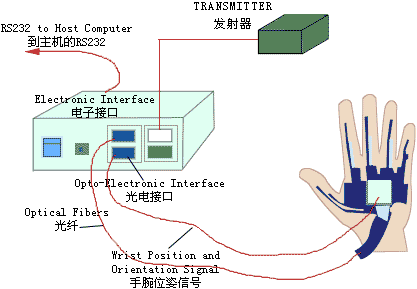 TRANSMITTER
发射器
RS232 to Host Computer
到主机的RS232
Electronic Interface
电子接口
Opto-Electronic Interface
光电接口
Optical Fibers
光纤
Wrist Position and
Orientation Signal
手腕位姿信号